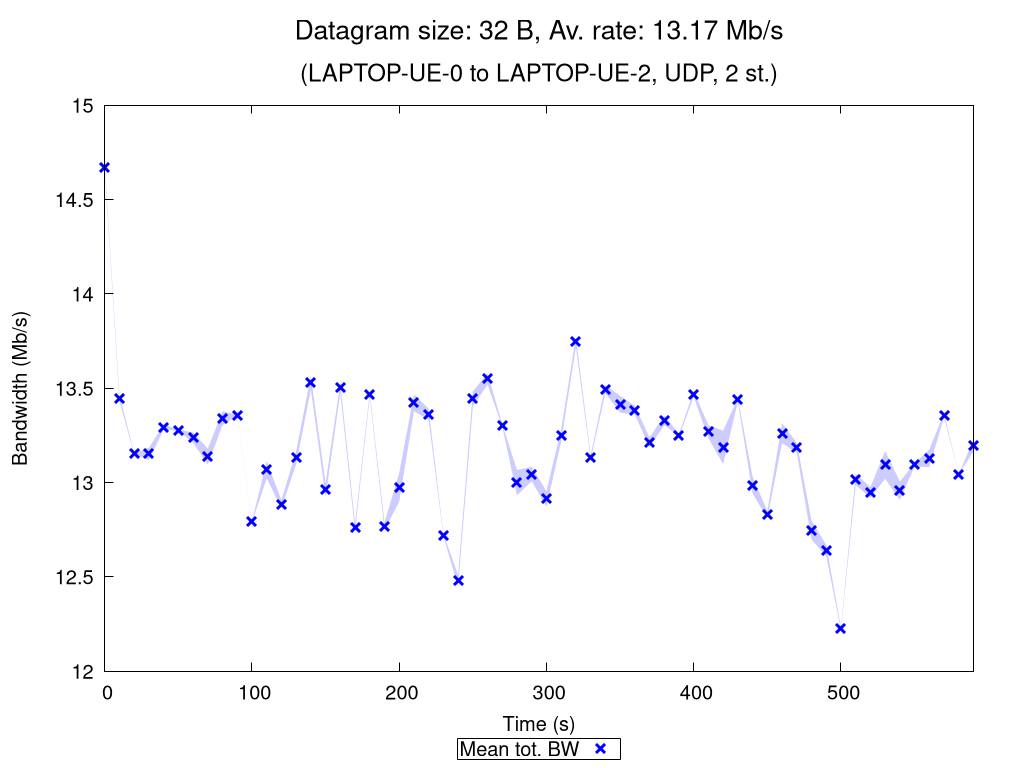 Datagram size: 32 B, Av. rate: 13.17 Mb/s
(LAPTOP-UE-0 to LAPTOP-UE-2, UDP, 2 st.)
15
14.5
14
13.5
13
12.5
12
Bandwidth (Mb/s)
0 100 200 300 400 500
Time (s)
Mean tot. BW